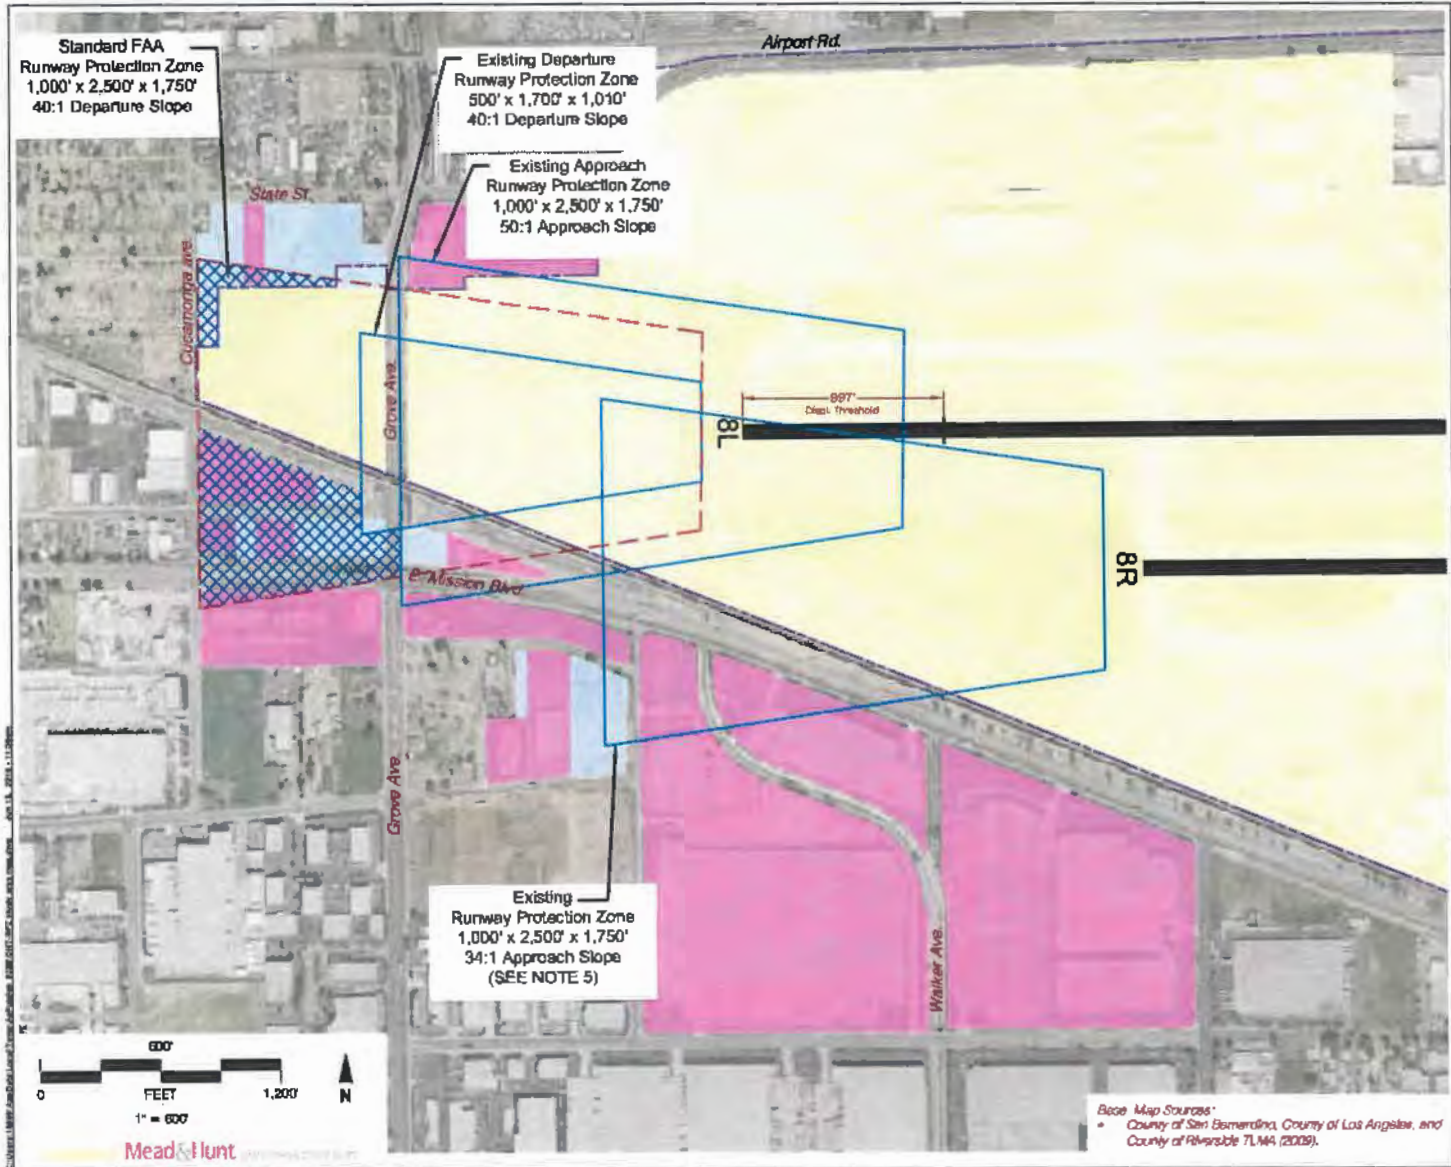 Standard FAA
Runway Protection Zone
1,000' x 2,500' x 1,750'
40:1 Departure Slope
Existing Departure
Runway Protection Zone
500' x 1,700' x 1,010'
40:1 Departure Slope
Existing Approach
Runway Protection Zone
1,000' x 2,500' x 1,750'
50:1 Approach Slope
Airport Rd.
State St.
Cucamonga ave.
Grove Ave.
997'
Displ. Threshold
8L
8R
E. Mission Blvd.
Grove Ave.
Walker Ave.
Existing
Runway Protection Zone
1,000' x 2,500' x 1,750'
34:1 Approach Slope
(SEE NOTE 5)
600'
0 FEET 1,200'
1" = 600'
N
Mead & Hunt
Base Map Sources:
• County of San Bernardino, County of Los Angeles, and
County of Riverside TLMA (2009).